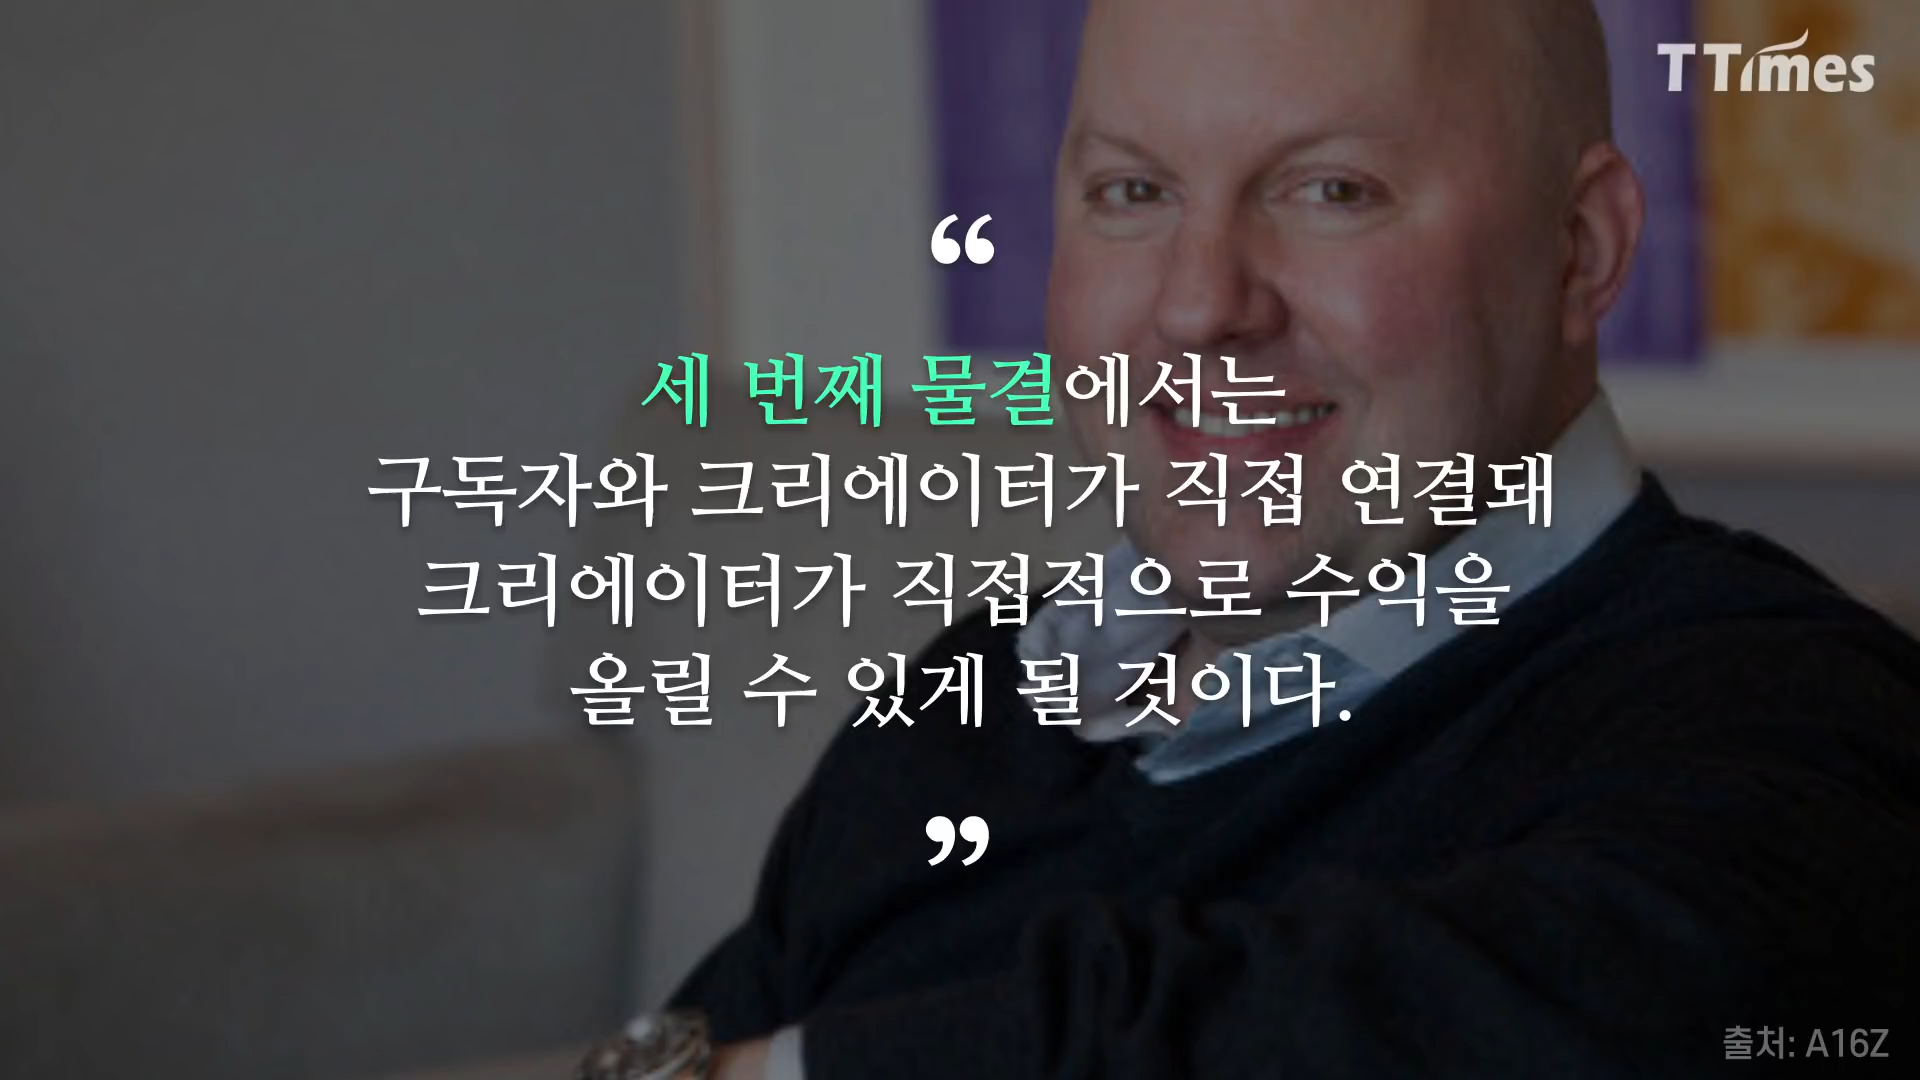 TTimes
“
세 번째 물결에서는
구독자와 크리에이터가 직접 연결돼
크리에이터가 직접적으로 수익을
올릴 수 있게 될 것이다.
”
출처: A16Z